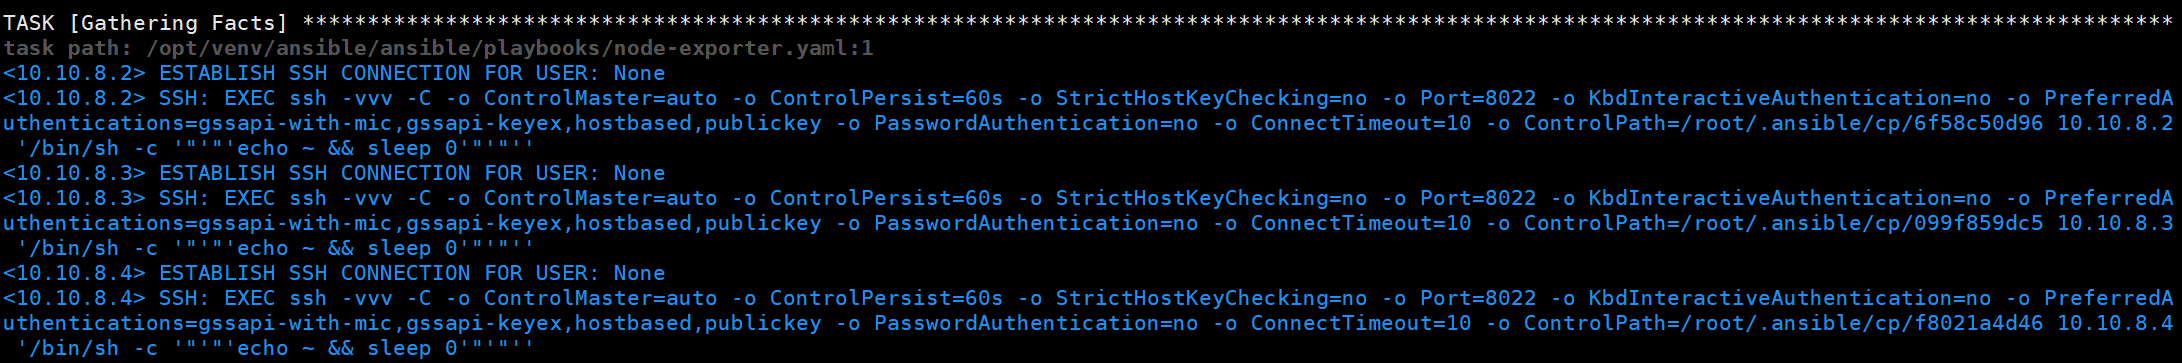 TASK [Gathering Facts] ************************************************************************************************************************************************
task path: /opt/venv/ansible/ansible/playbooks/node-exporter.yaml:1
<10.10.8.2> ESTABLISH SSH CONNECTION FOR USER: None
<10.10.8.2> SSH: EXEC ssh -vvv -C -o ControlMaster=auto -o ControlPersist=60s -o StrictHostKeyChecking=no -o Port=8022 -o KbdInteractiveAuthentication=no -o PreferredA
uthentications=gssapi-with-mic,gssapi-keyex,hostbased,publickey -o PasswordAuthentication=no -o ConnectTimeout=10 -o ControlPath=/root/.ansible/cp/6f58c50d96 10.10.8.2
 '/bin/sh -c '"'"'echo ~ && sleep 0'"'"''
<10.10.8.3> ESTABLISH SSH CONNECTION FOR USER: None
<10.10.8.3> SSH: EXEC ssh -vvv -C -o ControlMaster=auto -o ControlPersist=60s -o StrictHostKeyChecking=no -o Port=8022 -o KbdInteractiveAuthentication=no -o PreferredA
uthentications=gssapi-with-mic,gssapi-keyex,hostbased,publickey -o PasswordAuthentication=no -o ConnectTimeout=10 -o ControlPath=/root/.ansible/cp/099f859dc5 10.10.8.3
 '/bin/sh -c '"'"'echo ~ && sleep 0'"'"''
<10.10.8.4> ESTABLISH SSH CONNECTION FOR USER: None
<10.10.8.4> SSH: EXEC ssh -vvv -C -o ControlMaster=auto -o ControlPersist=60s -o StrictHostKeyChecking=no -o Port=8022 -o KbdInteractiveAuthentication=no -o PreferredA
uthentications=gssapi-with-mic,gssapi-keyex,hostbased,publickey -o PasswordAuthentication=no -o ConnectTimeout=10 -o ControlPath=/root/.ansible/cp/f8021a4d46 10.10.8.4
 '/bin/sh -c '"'"'echo ~ && sleep 0'"'"''